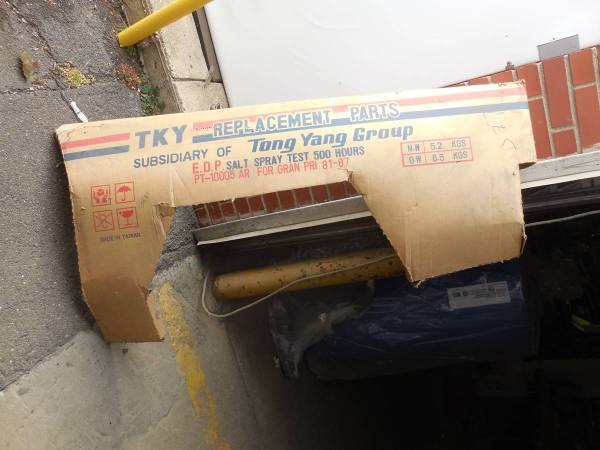 TKY REPLACEMENT PARTS
SUBSIDIARY OF Tong Yang Group
E.D.P. SALT SPRAY TEST 500 HOURS
PT-10005 AR FOR GRAN PRI 81-87
N·W 5.2 KGS
G·W 6.5 KGS
MADE IN TAIWAN